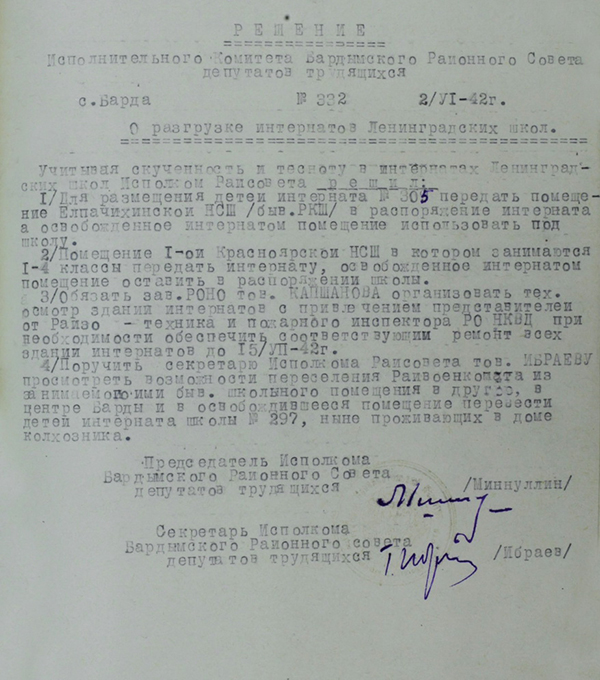 РЕШЕНИЕ
Исполнительного Комитета Бардымского Районного Совета
депутатов трудящихся
с.Барда № 332 2/VI-42г.
О разгрузке интернатов Ленинградских школ.
Учитывая скученность и тесноту в интернатах Ленинград-
ских школ Исполком Райсовета решил:
1/Для размещения детей интерната № 305 передать помеще-
ние Елпачихинской НСШ /быв.РКШ/ в распоряжение интерната
а освобожденное интернатом помещение использовать под
школу.
2/Помещение I-ой Красноярской НСШ в котором занимаются
I-4 классы передать интернату, освобожденное интернатом
помещение оставить в распоряжении школы.
3/Обязать зав.РОНО тов. КАПШАНОВА организовать тех.
осмотр зданий интернатов с привлечением представителей
от Райзо - техника и пожарного инспектора РО НКВД при
необходимости обеспечить соответствующий ремонт всех
зданий интернатов до 15/УП-42г.
4/Поручить секретарю Исполкома Райсовета тов. ИБРАЕВУ
просмотреть возможности переселения Райвоенкомата из
занимаемого ими быв. школьного помещения в другое, в
центре Барды и в освободившееся помещение перевести
детей интерната школы № 297, ныне проживающих в доме
колхозника.
Председатель Исполкома
Бардымского Районного Совета
депутатов трудящихся /Миннуллин/
Секретарь Исполкома
Бардымского Районного совета
депутатов трудящихся /Ибраев/